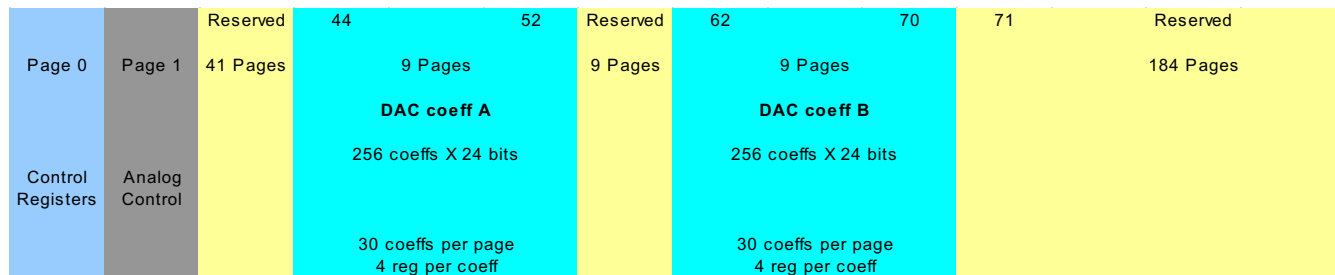 Reserved 44 52 Reserved 62 70 71 Reserved
Page 0 Page 1 41 Pages 9 Pages 9 Pages 9 Pages 184 Pages
DAC coeff A DAC coeff B
256 coeffs X 24 bits 256 coeffs X 24 bits
Control Analog
Registers Control
30 coeffs per page 30 coeffs per page
4 reg per coeff 4 reg per coeff